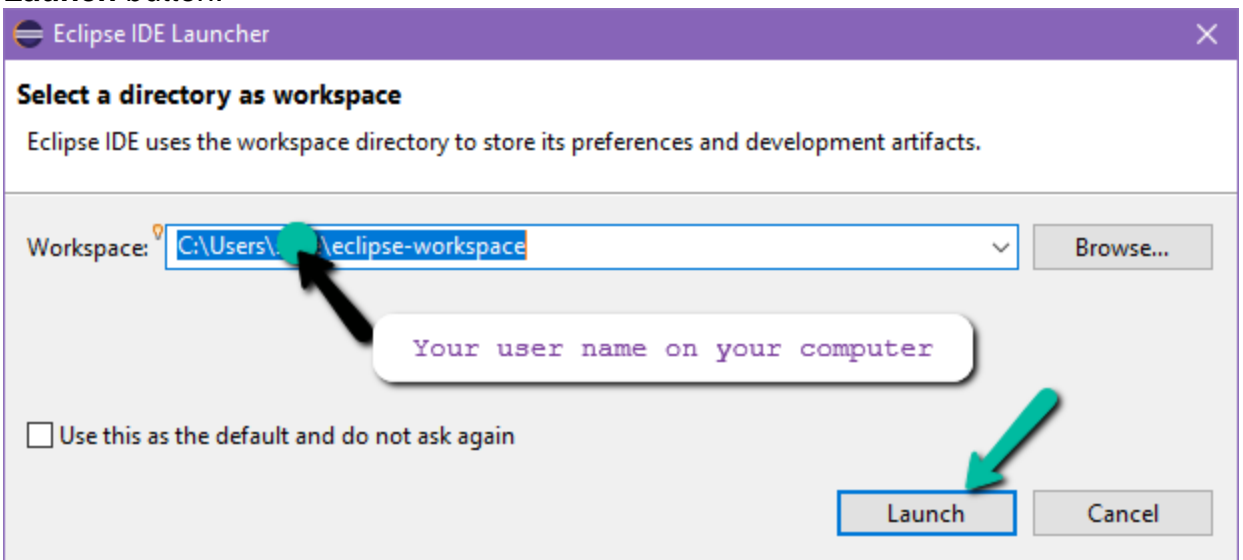 Launch button.
Eclipse IDE Launcher
Select a directory as workspace
Eclipse IDE uses the workspace directory to store its preferences and development artifacts.
Workspace: C:\Users\ \eclipse-workspace Browse...
Your user name on your computer
Use this as the default and do not ask again
Launch Cancel